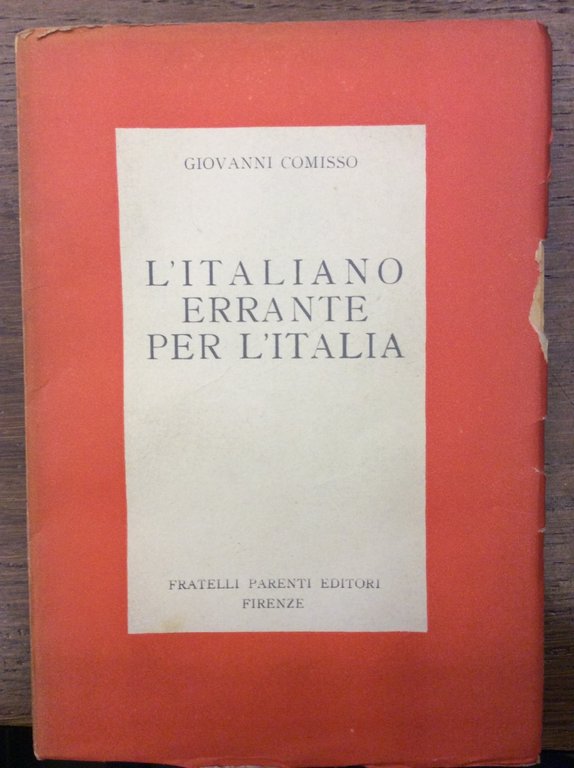 GIOVANNI COMISSO
L'ITALIANO
ERRANTE
PER L'ITALIA
FRATELLI PARENTI EDITORI
FIRENZE